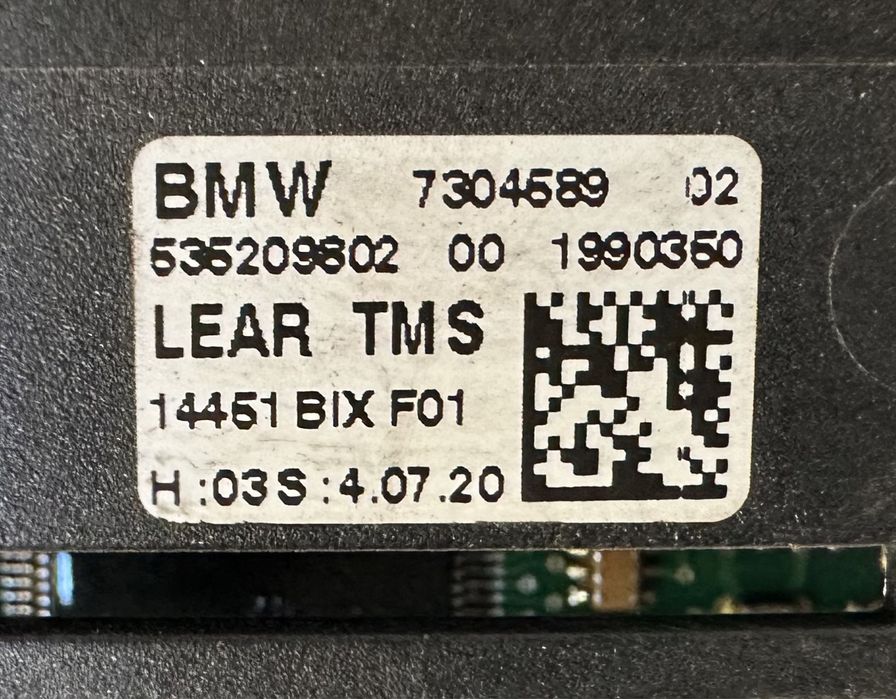 BMW 7304589 02
535209802 00 1990350
LEAR TMS
14451 BIX F01
H :03 S :4.07.20